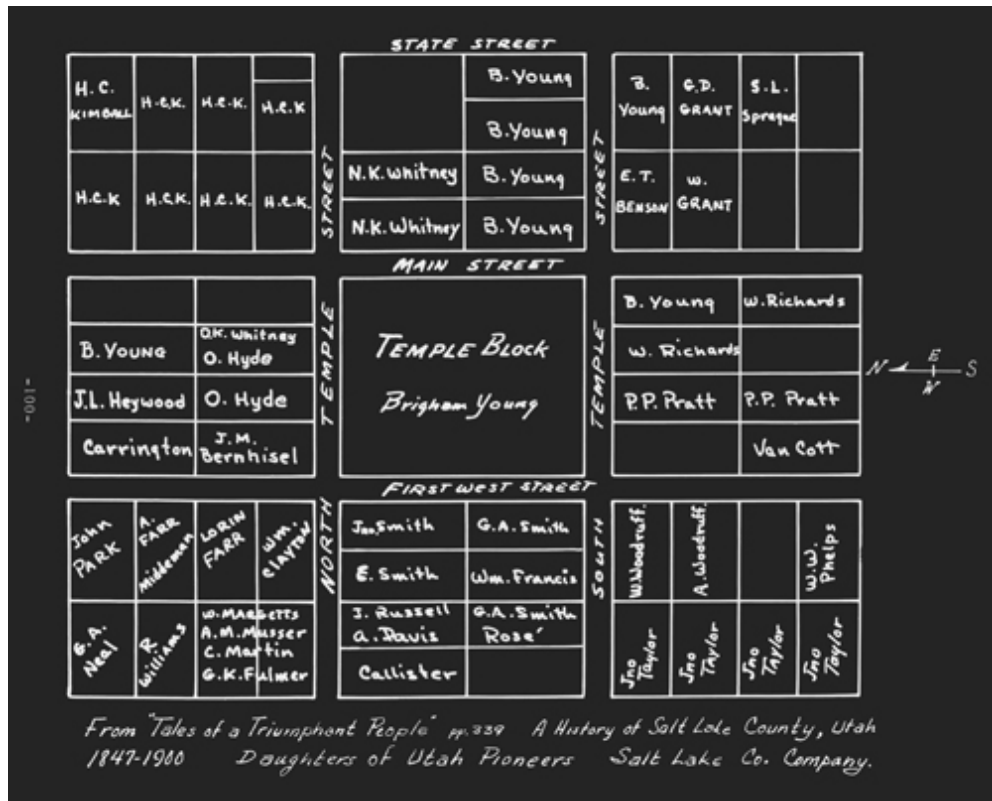 STATE STREET
H. C.
KIMBALL
H.C.K.
H.C.K.
H.C.K
H.C.K
H.C.K.
H.C.K.
H.C.K.
STREET
B. Young
B. Young
N.K. Whitney
B. Young
N.K. Whitney
B. Young
STREET
B.
Young
G.D.
GRANT
S.L.
Sprague
E.T.
BENSON
W.
GRANT
MAIN STREET
B. YOUNG
O.K. Whitney
O. Hyde
J.L. Heywood
O. Hyde
Carrington
J.M.
Bernhisel
TEMPLE
TEMPLE BLOCK
Brigham Young
TEMPLE
B. Young
W. Richards
W. Richards
P.P. Pratt
P.P. Pratt
Van Cott
N
E
S
W
-100-
FIRST WEST STREET
John
PARK
A.
FARR
Middleman
LORIN
FARR
Wm.
CLAYTON
G. A.
Neal
R.
Williams
W. MARGETTS
A.M. Musser
C. Martin
G.K. Fulmer
NORTH
Jno. Smith
G.A. Smith
E. Smith
Wm. Francis
J. Russell
A. Davis
G.A. Smith
Rose'
Callister
SOUTH
W. Woodruff.
A. Woodruff.
W.W.
Phelps
Jno
Taylor
Jno
Taylor
Jno
Taylor
Jno
Taylor
From "Tales of a Triumphant People" pp. 339 A History of Salt Lake County, Utah
1847-1900 Daughters of Utah Pioneers Salt Lake Co. Company.